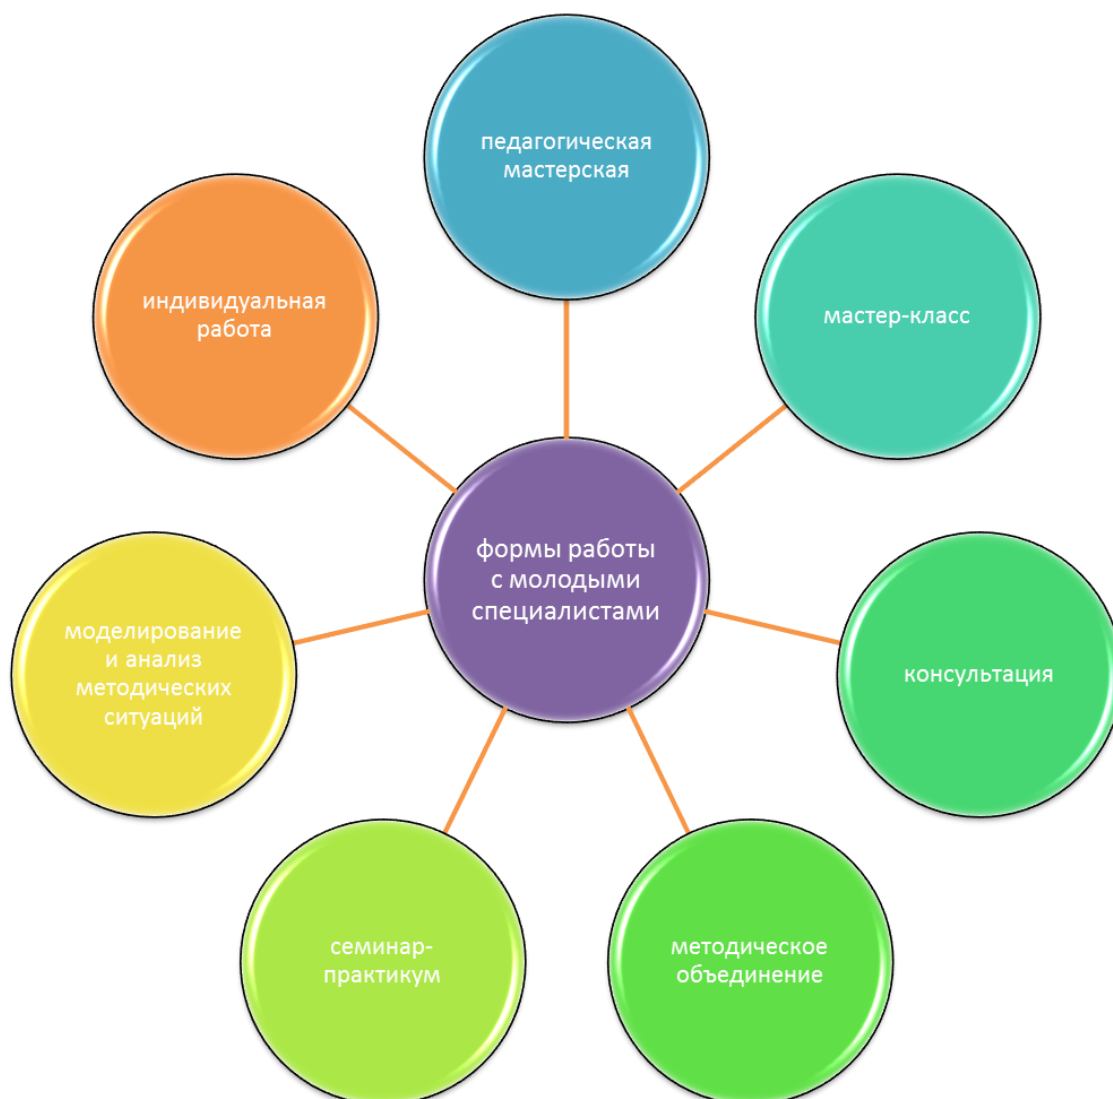 педагогическая
мастерская
мастер-класс
консультация
методическое
объединение
семинар-
практикум
моделирование
и анализ
методических
ситуаций
индивидуальная
работа
формы работы
с молодыми
специалистами